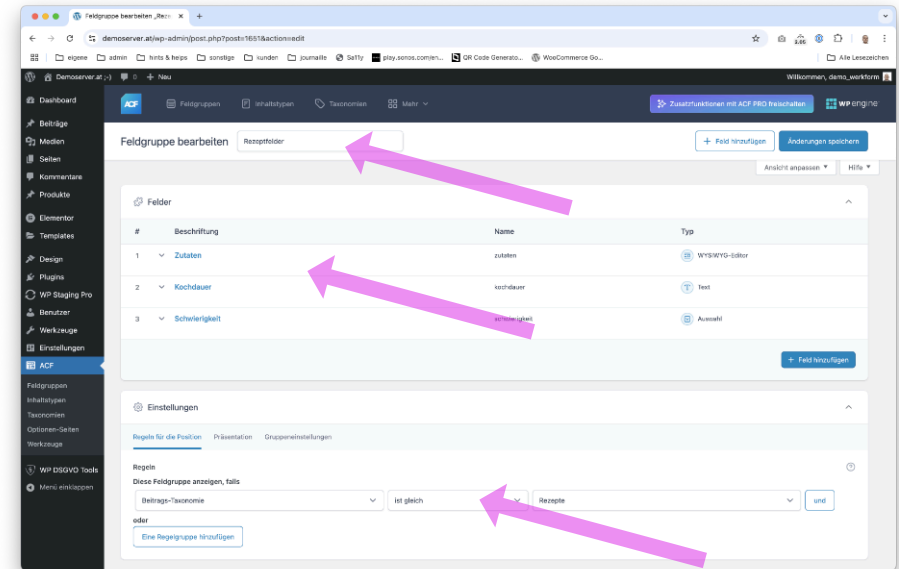 Feldgruppe bearbeiten „Reze
demoserver.at/wp-admin/post.php?post=1651&action=edit
3.05
eigene admin hints & helps sonstige kunden journaille Sat1ly play.sonos.com/en... QR Code Generato... WooCommerce Go... Alle Lesezeichen
Demoserver.at ;-) 0 + Neu Willkommen, demo_werkform
Dashboard
Beiträge
Medien
Seiten
Kommentare
Produkte
Elementor
Templates
Design
Plugins
WP Staging Pro
Benutzer
Werkzeuge
Einstellungen
ACF
Feldgruppen
Inhaltstypen
Taxonomien
Optionen-Seiten
Werkzeuge
WP DSGVO Tools
Menü einklappen
ACF Feldgruppen Inhaltstypen Taxonomien Mehr Zusatzfunktionen mit ACF PRO freischalten WP engine
Feldgruppe bearbeiten Rezeptfelder + Feld hinzufügen Änderungen speichern
Ansicht anpassen Hilfe
Felder
# Beschriftung Name Typ
1 Zutaten zutaten WYSIWYG-Editor
2 Kochdauer kochdauer Text
3 Schwierigkeit schwierigkeit Auswahl
+ Feld hinzufügen
Einstellungen
Regeln für die Position Präsentation Gruppeneinstellungen
Regeln
Diese Feldgruppe anzeigen, falls
Beitrags-Taxonomie ist gleich Rezepte und
oder
Eine Regelgruppe hinzufügen